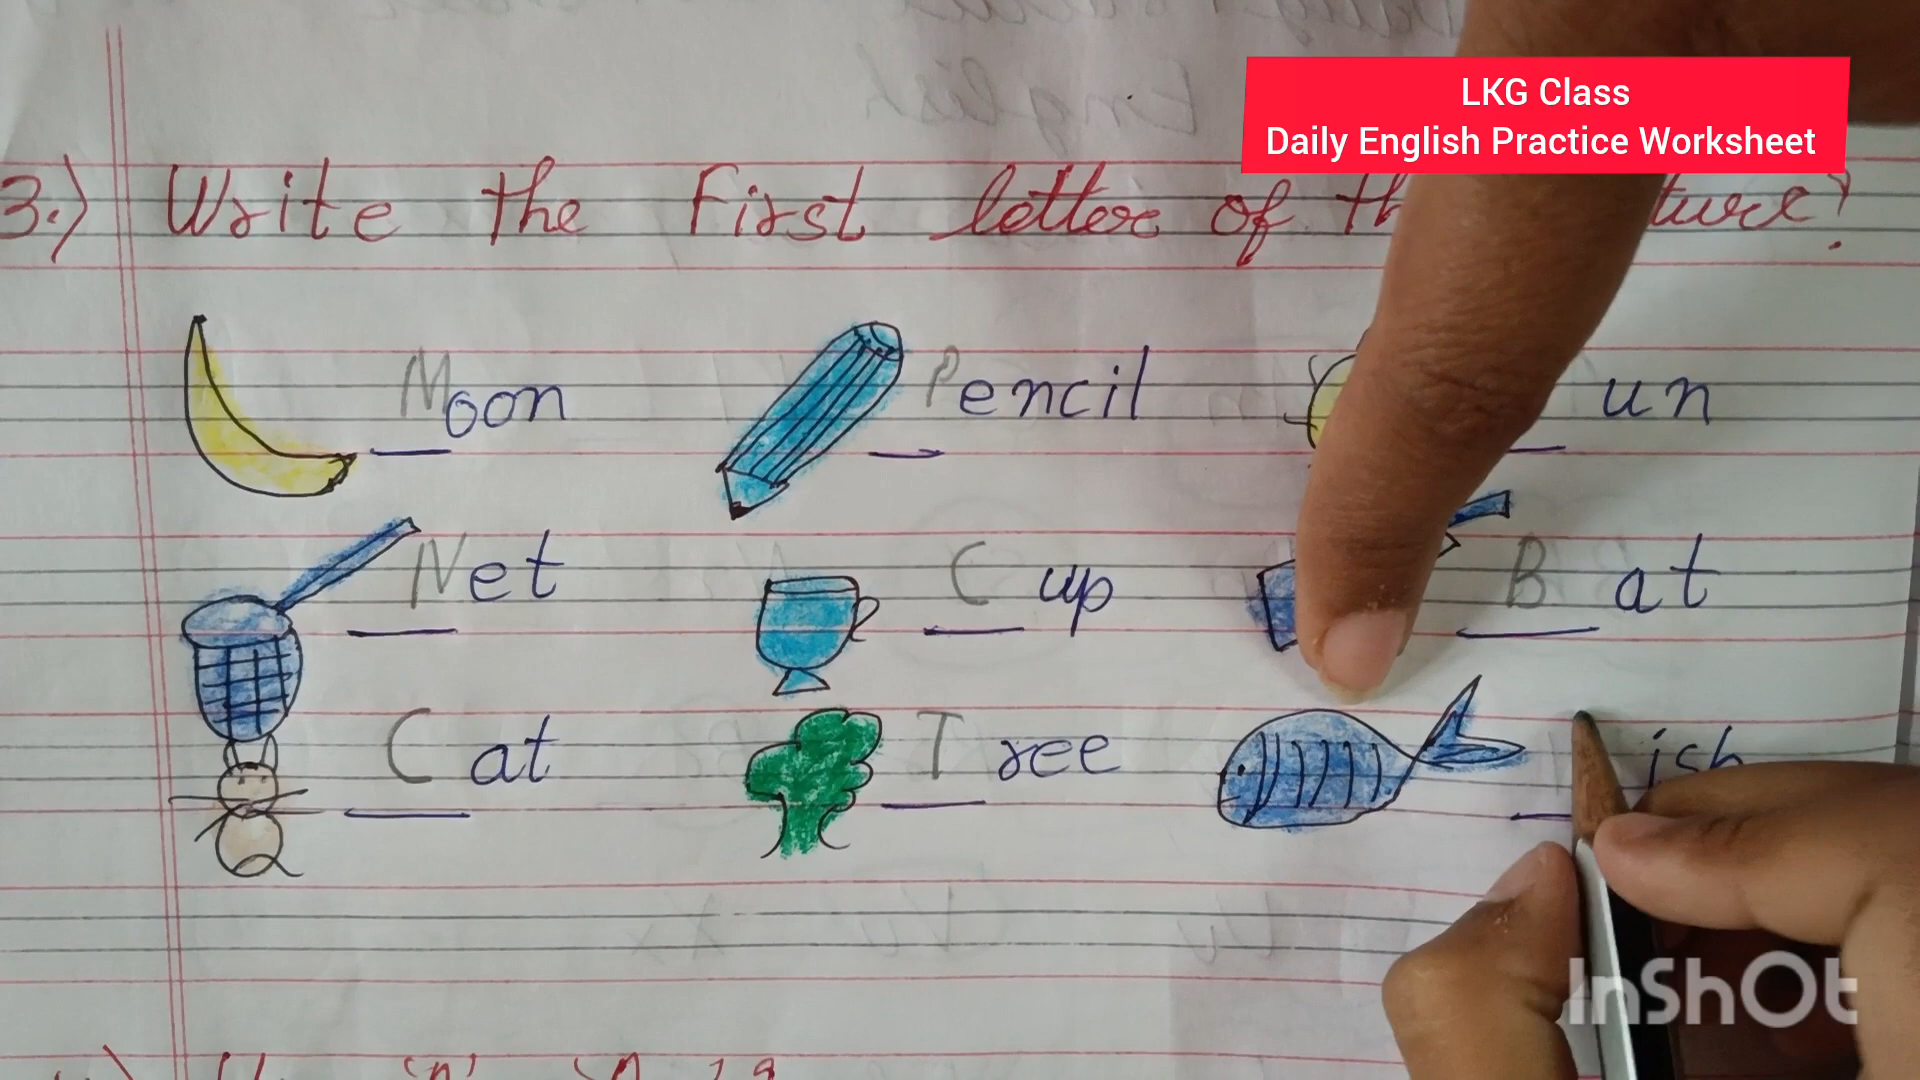 LKG Class
Daily English Practice Worksheet
3.) Write the First letter of
Moon Pencil un
Net Cup Bat
Cat Tree ish
InShOt